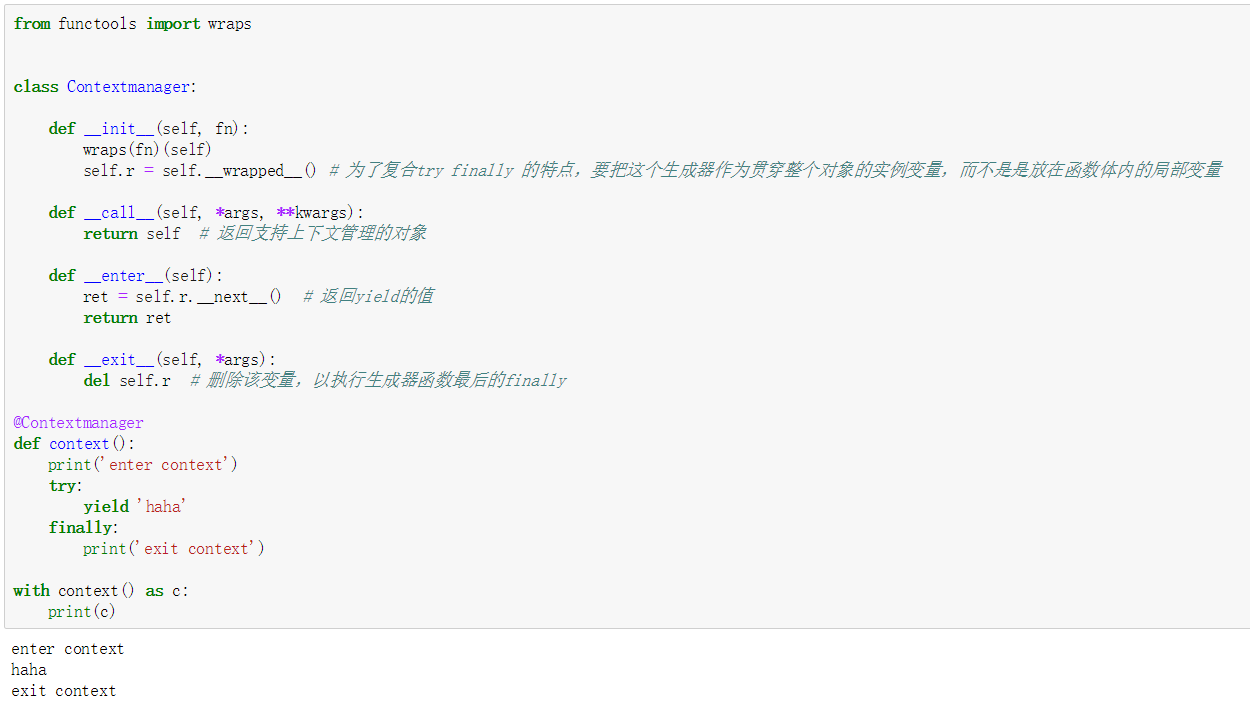 from functools import wraps
class Contextmanager:
def __init__(self, fn):
wraps(fn)(self)
self.r = self.__wrapped__() # 为了复合try finally 的特点，要把这个生成器作为贯穿整个对象的实例变量，而不是是放在函数体内的局部变量
def __call__(self, *args, **kwargs):
return self # 返回支持上下文管理的对象
def __enter__(self):
ret = self.r.__next__() # 返回yield的值
return ret
def __exit__(self, *args):
del self.r # 删除该变量，以执行生成器函数最后的finally
@Contextmanager
def context():
print('enter context')
try:
yield 'haha'
finally:
print('exit context')
with context() as c:
print(c)
enter context
haha
exit context